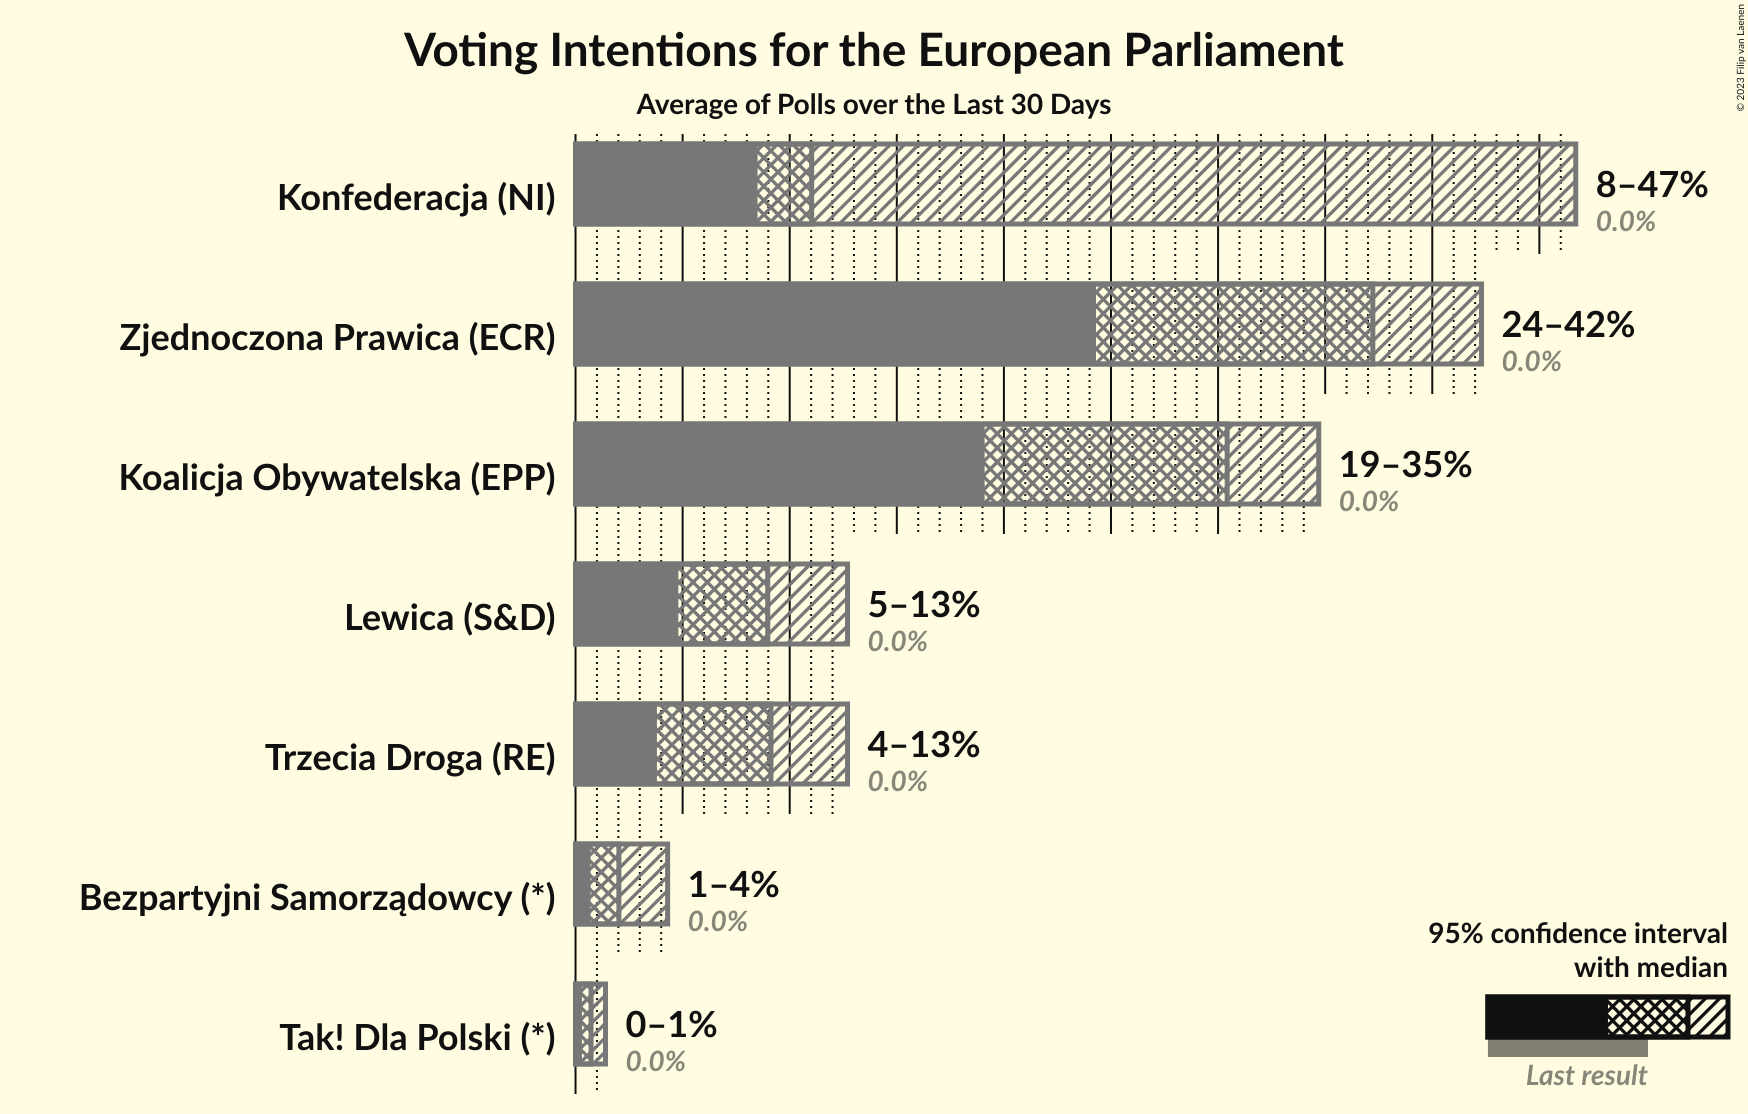 Voting Intentions for the European Parliament
Average of Polls over the Last 30 Days
© 2023 Filip van Laenen
Konfederacja (NI)
8–47%
0.0%
Zjednoczona Prawica (ECR)
24–42%
0.0%
Koalicja Obywatelska (EPP)
19–35%
0.0%
Lewica (S&D)
5–13%
0.0%
Trzecia Droga (RE)
4–13%
0.0%
Bezpartyjni Samorządowcy (*)
1–4%
0.0%
Tak! Dla Polski (*)
0–1%
0.0%
95% confidence interval
with median
Last result